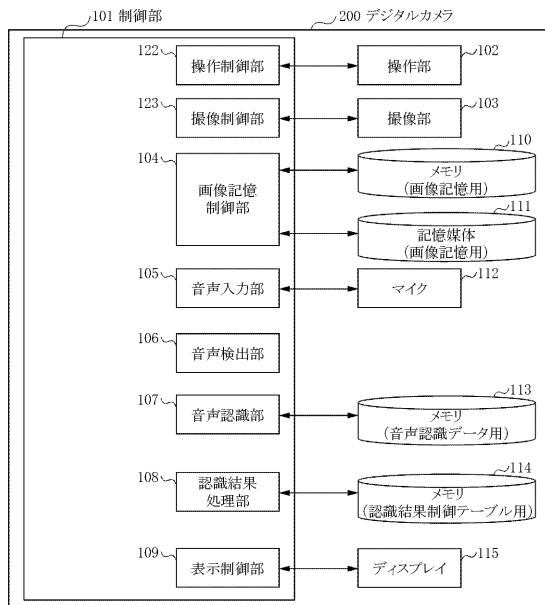 101 制御部
200 デジタルカメラ
122
操作制御部
102
操作部
123
撮像制御部
103
撮像部
104
画像記憶
制御部
110
メモリ
(画像記憶用)
111
記憶媒体
(画像記憶用)
105
音声入力部
112
マイク
106
音声検出部
107
音声認識部
113
メモリ
(音声認識データ用)
108
認識結果
処理部
114
メモリ
(認識結果制御テーブル用)
109
表示制御部
115
ディスプレイ